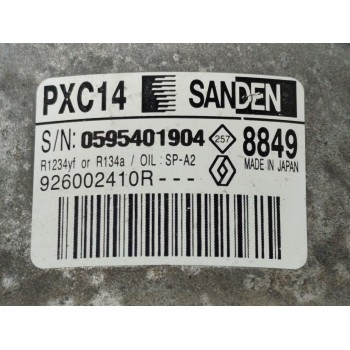 PXC14 SANDEN
S/N: 0595401904 257 8849
R1234yf or R134a / OIL : SP-A2 MADE IN JAPAN
926002410R---